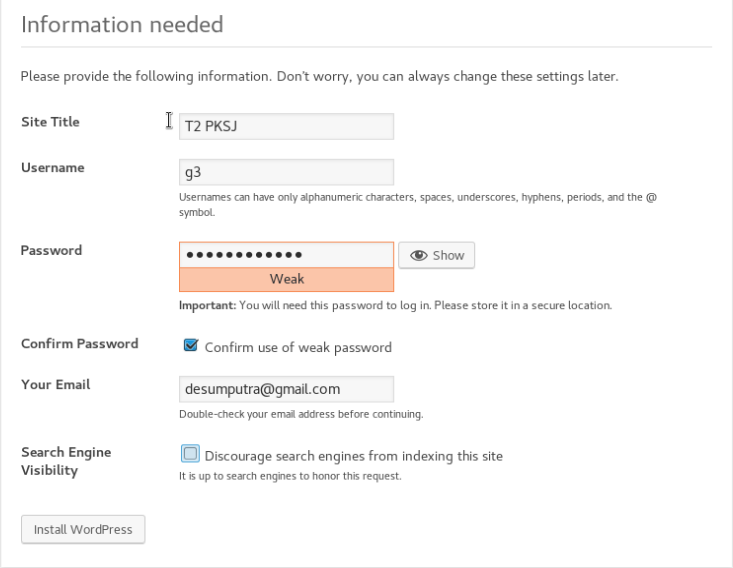 Information needed
Please provide the following information. Don't worry, you can always change these settings later.
Site Title
T2 PKSJ
Username
g3
Usernames can have only alphanumeric characters, spaces, underscores, hyphens, periods, and the @
symbol.
Password
●●●●●●●●●●●●
Show
Weak
Important: You will need this password to log in. Please store it in a secure location.
Confirm Password
Confirm use of weak password
Your Email
desumputra@gmail.com
Double-check your email address before continuing.
Search Engine
Visibility
Discourage search engines from indexing this site
It is up to search engines to honor this request.
Install WordPress